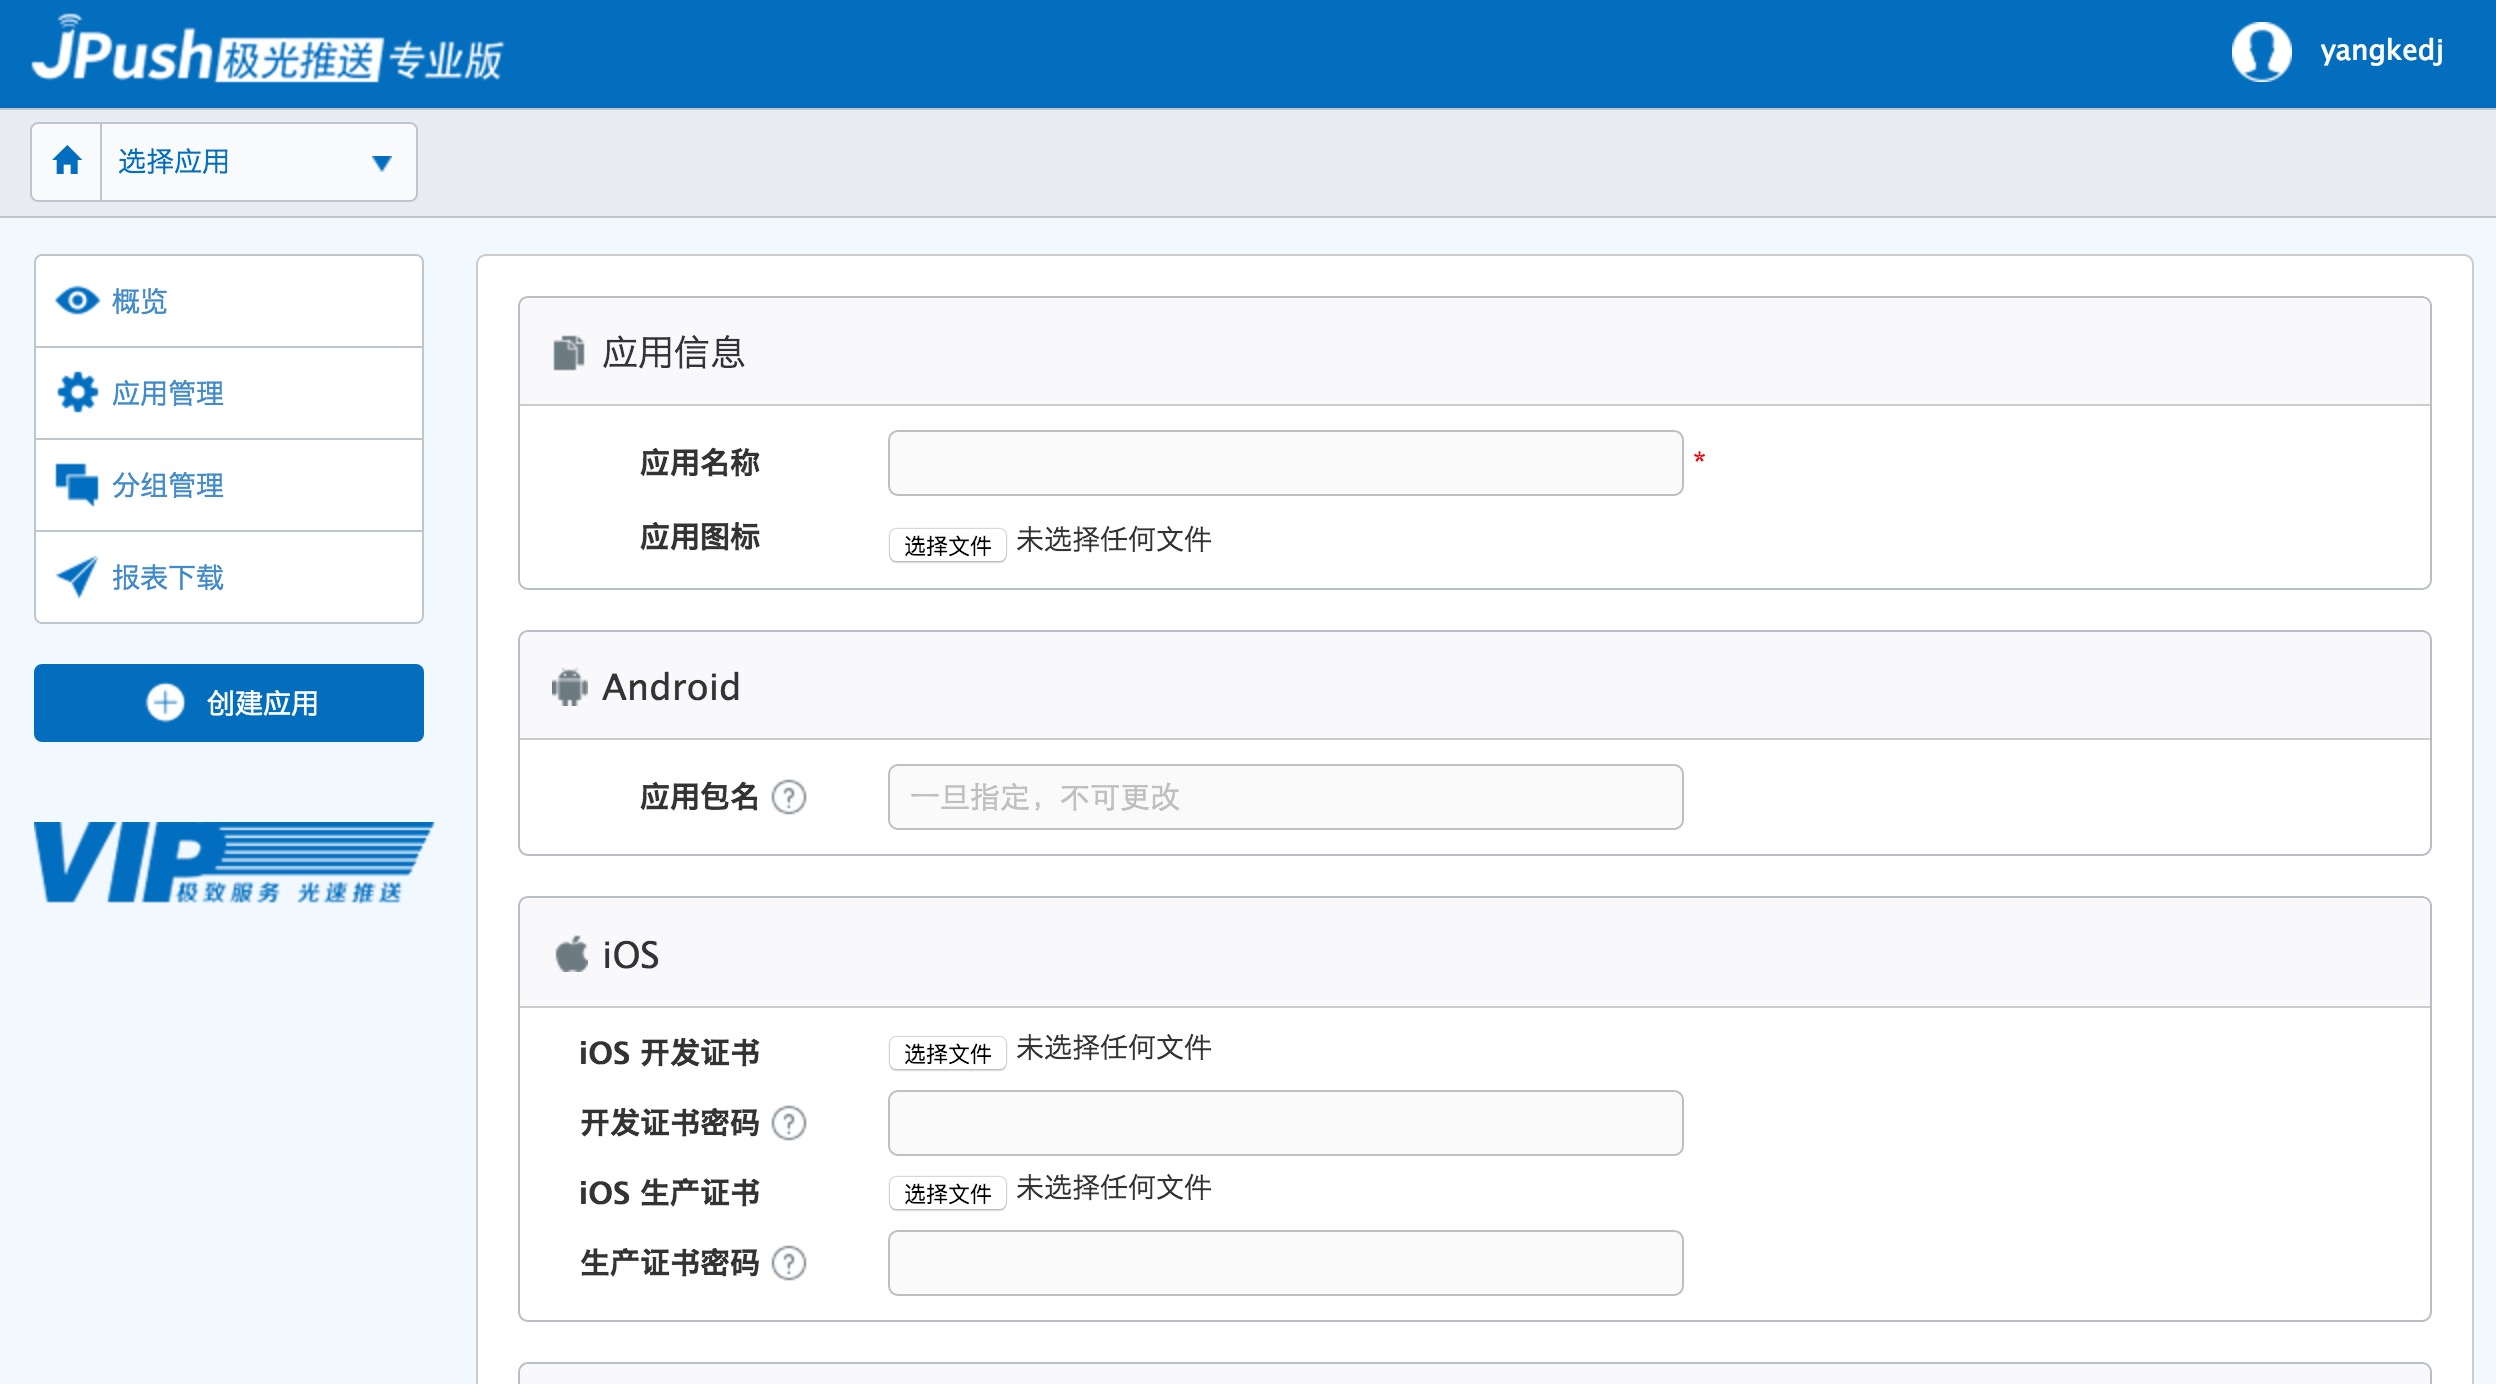 JPush极光推送 专业版
yangkedj
选择应用
概览
应用管理
分组管理
报表下载
创建应用
VIP
极致服务 光速推送
应用信息
应用名称 *
应用图标 选择文件 未选择任何文件
Android
应用包名 ? 一旦指定，不可更改
iOS
iOS 开发证书 选择文件 未选择任何文件
开发证书密码 ?
iOS 生产证书 选择文件 未选择任何文件
生产证书密码 ?